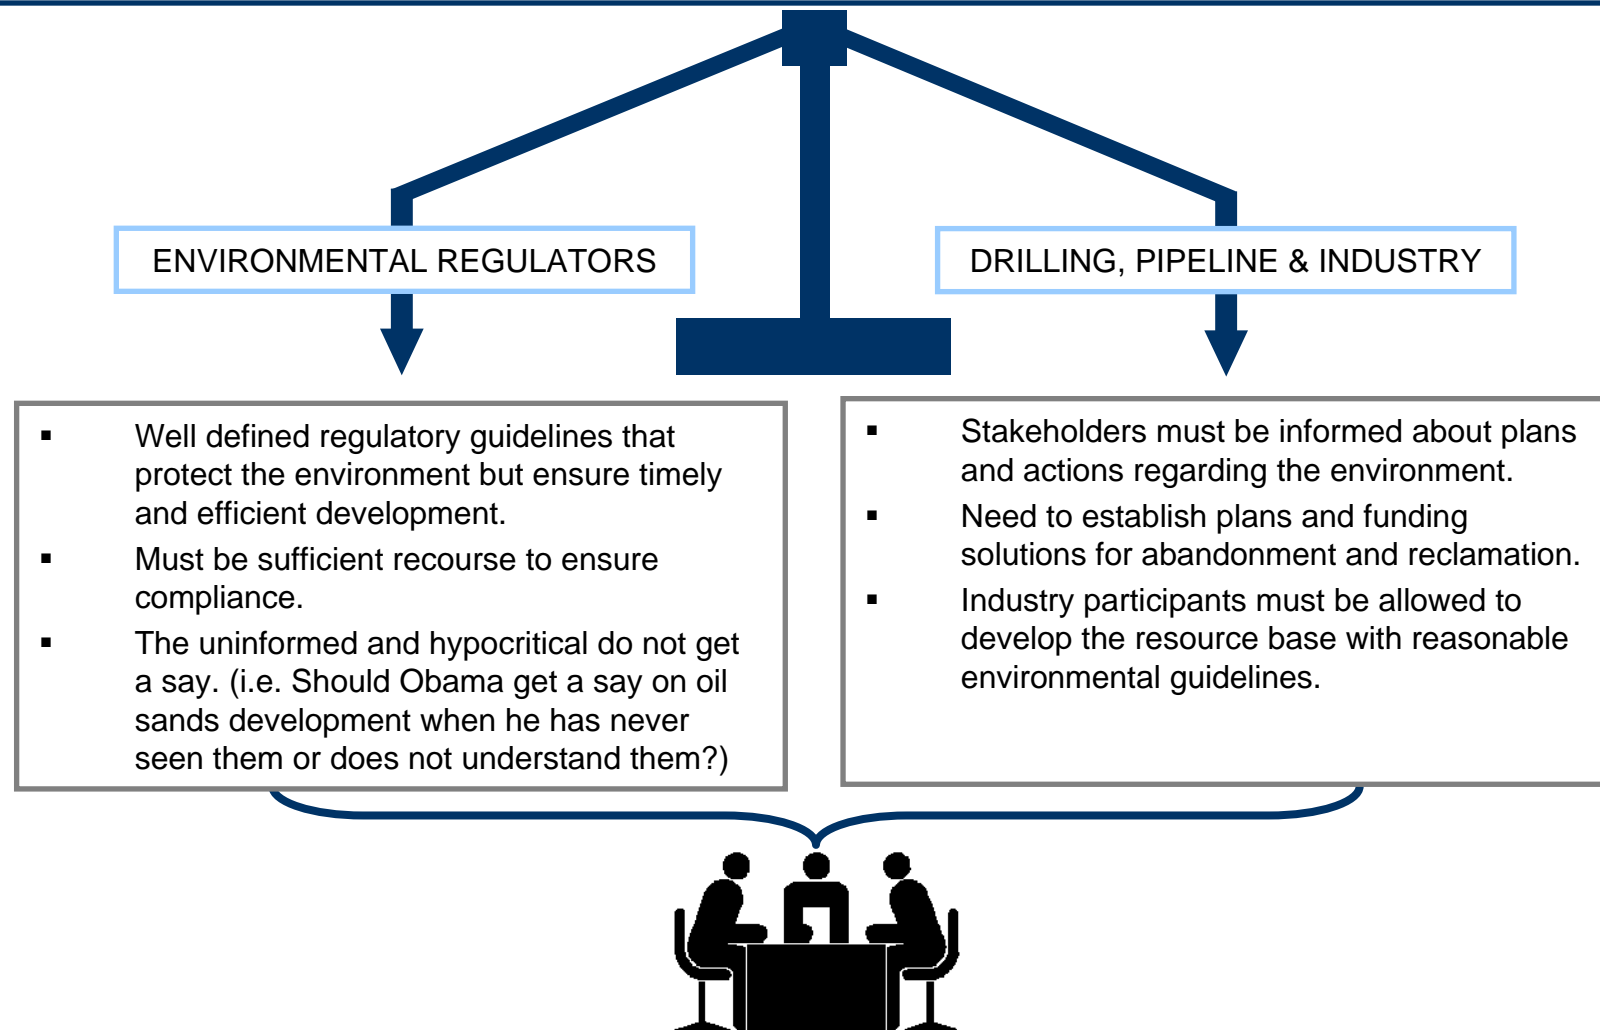 ENVIRONMENTAL REGULATORS
▪ Well defined regulatory guidelines that
protect the environment but ensure timely
and efficient development.
▪ Must be sufficient recourse to ensure
compliance.
▪ The uninformed and hypocritical do not get
a say. (i.e. Should Obama get a say on oil
sands development when he has never
seen them or does not understand them?)
DRILLING, PIPELINE & INDUSTRY
▪ Stakeholders must be informed about plans
and actions regarding the environment.
▪ Need to establish plans and funding
solutions for abandonment and reclamation.
▪ Industry participants must be allowed to
develop the resource base with reasonable
environmental guidelines.